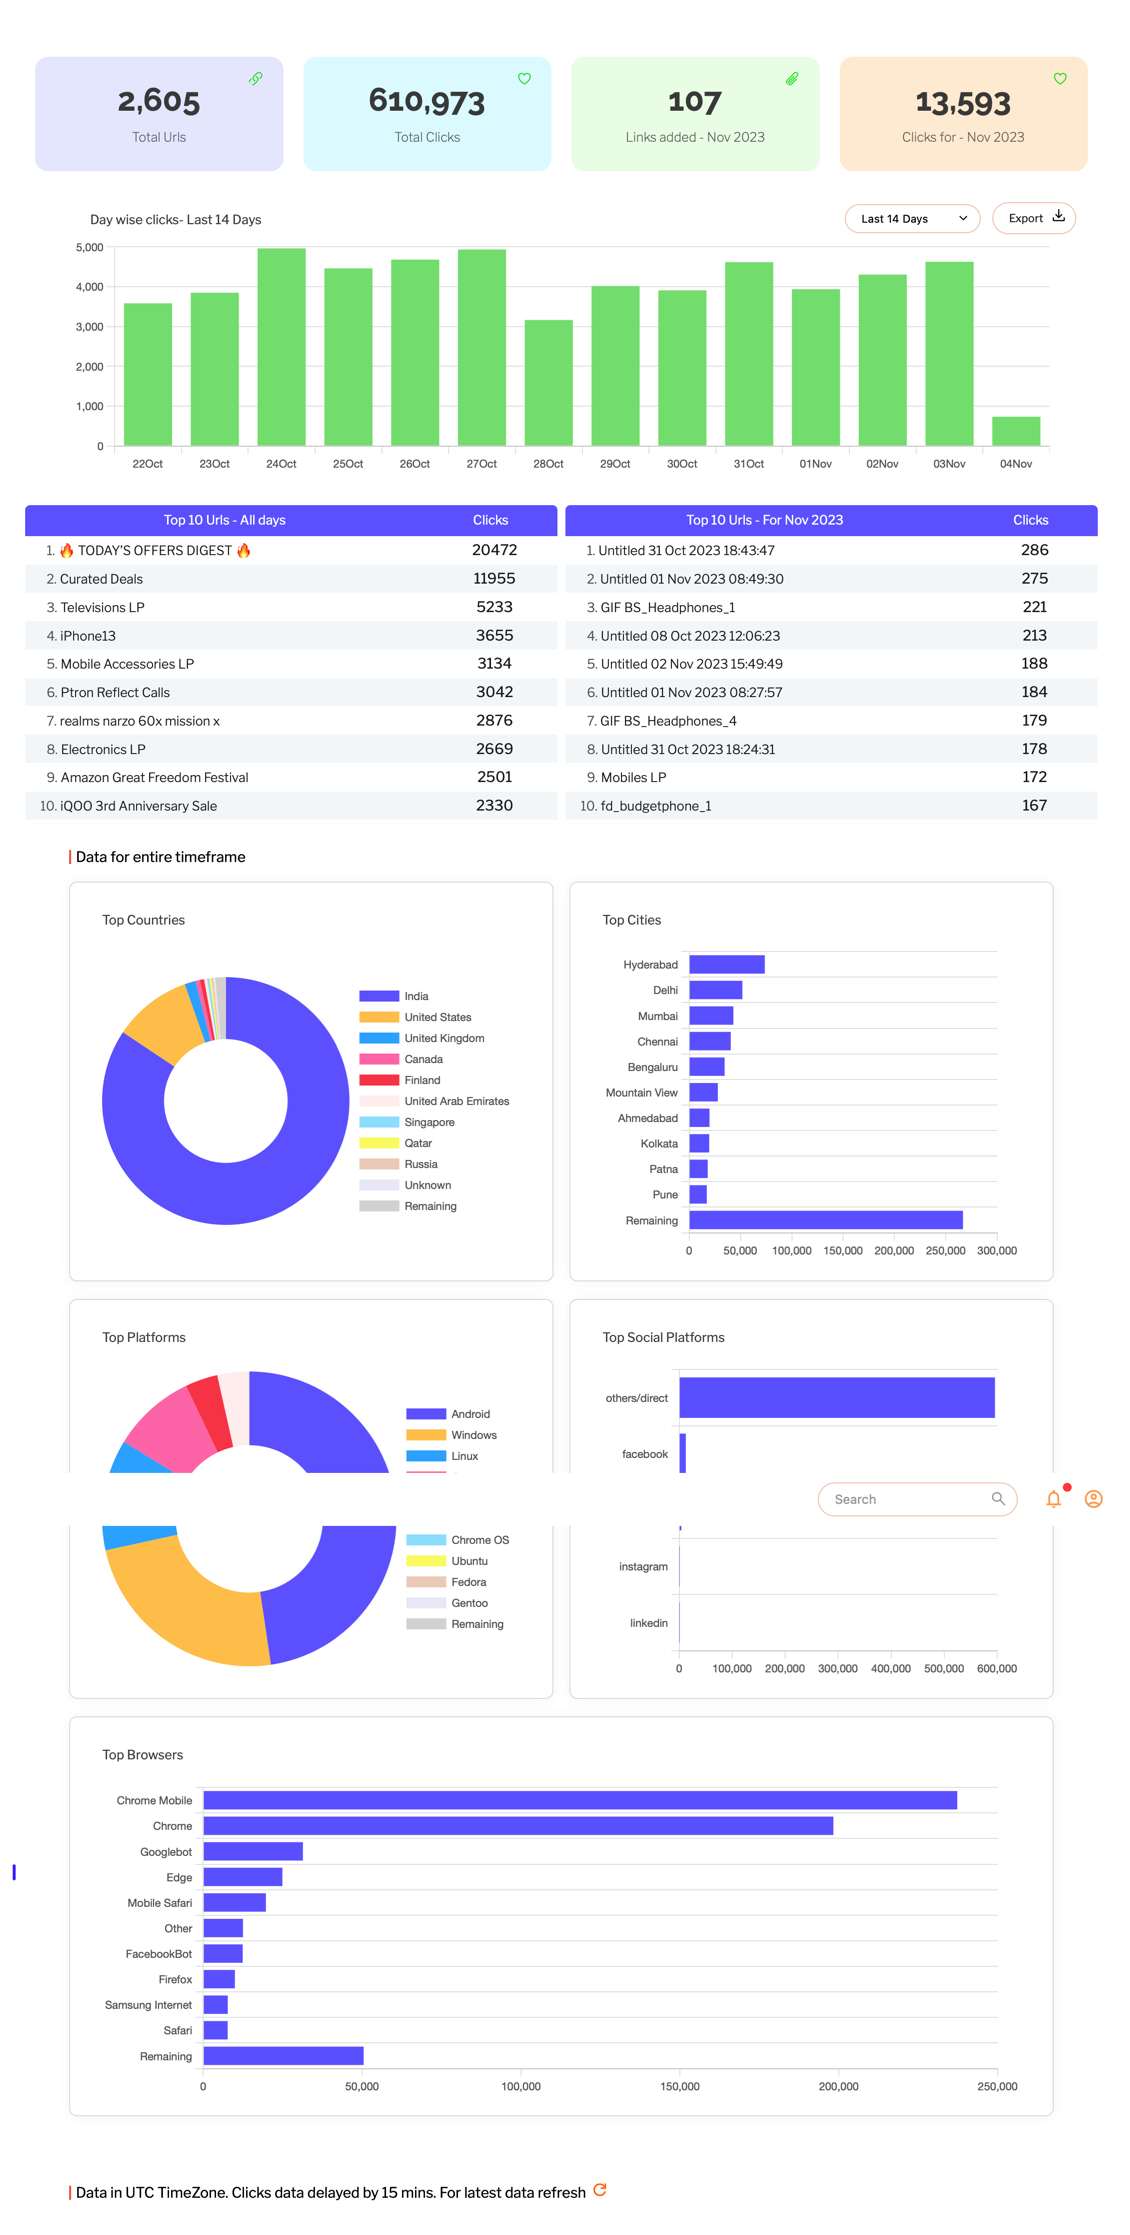 2,605
Total Urls
610,973
Total Clicks
107
Links added - Nov 2023
13,593
Clicks for - Nov 2023
Day wise clicks- Last 14 Days
Last 14 Days
Export
5,000
4,000
3,000
2,000
1,000
0
22Oct 23Oct 24Oct 25Oct 26Oct 27Oct 28Oct 29Oct 30Oct 31Oct 01Nov 02Nov 03Nov 04Nov
Top 10 Urls - All days Clicks
1. 🔥 TODAY'S OFFERS DIGEST 🔥 20472
2. Curated Deals 11955
3. Televisions LP 5233
4. iPhone13 3655
5. Mobile Accessories LP 3134
6. Ptron Reflect Calls 3042
7. realms narzo 60x mission x 2876
8. Electronics LP 2669
9. Amazon Great Freedom Festival 2501
10. iQOO 3rd Anniversary Sale 2330
Top 10 Urls - For Nov 2023 Clicks
1. Untitled 31 Oct 2023 18:43:47 286
2. Untitled 01 Nov 2023 08:49:30 275
3. GIF BS_Headphones_1 221
4. Untitled 08 Oct 2023 12:06:23 213
5. Untitled 02 Nov 2023 15:49:49 188
6. Untitled 01 Nov 2023 08:27:57 184
7. GIF BS_Headphones_4 179
8. Untitled 31 Oct 2023 18:24:31 178
9. Mobiles LP 172
10. fd_budgetphone_1 167
Data for entire timeframe
Top Countries
India
United States
United Kingdom
Canada
Finland
United Arab Emirates
Singapore
Qatar
Russia
Unknown
Remaining
Top Cities
Hyderabad
Delhi
Mumbai
Chennai
Bengaluru
Mountain View
Ahmedabad
Kolkata
Patna
Pune
Remaining
0 50,000 100,000 150,000 200,000 250,000 300,000
Top Platforms
Android
Windows
Linux
Chrome OS
Ubuntu
Fedora
Gentoo
Remaining
Top Social Platforms
others/direct
facebook
Search
instagram
linkedin
0 100,000 200,000 300,000 400,000 500,000 600,000
Top Browsers
Chrome Mobile
Chrome
Googlebot
Edge
Mobile Safari
Other
FacebookBot
Firefox
Samsung Internet
Safari
Remaining
0 50,000 100,000 150,000 200,000 250,000
Data in UTC TimeZone. Clicks data delayed by 15 mins. For latest data refresh